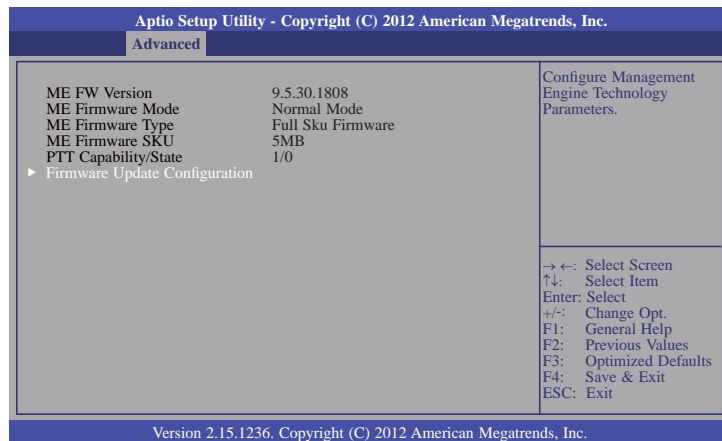 Aptio Setup Utility - Copyright (C) 2012 American Megatrends, Inc.
Advanced
ME FW Version 9.5.30.1808
ME Firmware Mode Normal Mode
ME Firmware Type Full Sku Firmware
ME Firmware SKU 5MB
PTT Capability/State 1/0
▶ Firmware Update Configuration
Configure Management
Engine Technology
Parameters.
→ ←: Select Screen
↑↓: Select Item
Enter: Select
+/-: Change Opt.
F1: General Help
F2: Previous Values
F3: Optimized Defaults
F4: Save & Exit
ESC: Exit
Version 2.15.1236. Copyright (C) 2012 American Megatrends, Inc.